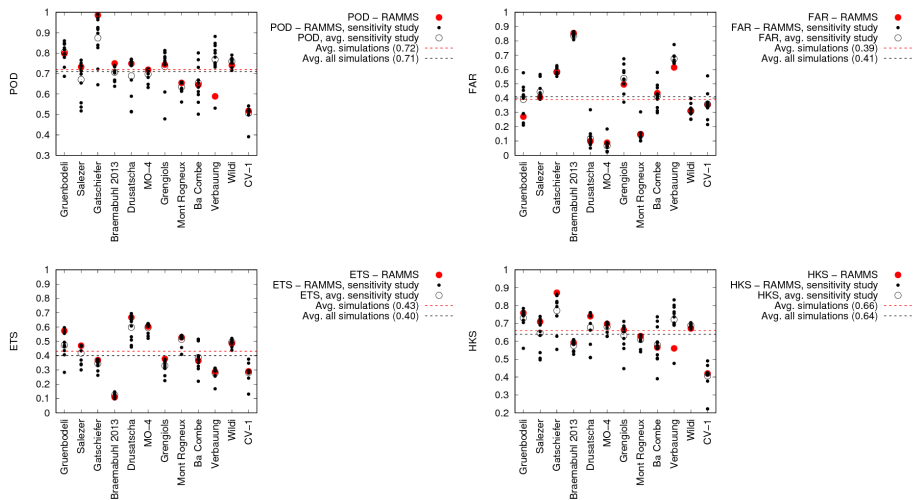 POD
1
0.9
0.8
0.7
0.6
0.5
0.4
0.3
Gruenbodeli
Salezer
Gatschiefer
Braemabuhl 2013
Drusatscha
MO−4
Grengiols
Mont Rogneux
Ba Combe
Verbauung
Wildi
CV−1
POD − RAMMS
POD − RAMMS, sensitivity study
POD, avg. sensitivity study
Avg. simulations (0.72)
Avg. all simulations (0.71)
FAR
1
0.9
0.8
0.7
0.6
0.5
0.4
0.3
0.2
0.1
0
Gruenbodeli
Salezer
Gatschiefer
Braemabuhl 2013
Drusatscha
MO−4
Grengiols
Mont Rogneux
Ba Combe
Verbauung
Wildi
CV−1
FAR − RAMMS
FAR − RAMMS, sensitivity study
FAR, avg. sensitivity study
Avg. simulations (0.39)
Avg. all simulations (0.41)
ETS
1
0.9
0.8
0.7
0.6
0.5
0.4
0.3
0.2
0.1
0
Gruenbodeli
Salezer
Gatschiefer
Braemabuhl 2013
Drusatscha
MO−4
Grengiols
Mont Rogneux
Ba Combe
Verbauung
Wildi
CV−1
ETS − RAMMS
ETS − RAMMS, sensitivity study
ETS, avg. sensitivity study
Avg. simulations (0.43)
Avg. all simulations (0.40)
HKS
1
0.9
0.8
0.7
0.6
0.5
0.4
0.3
0.2
Gruenbodeli
Salezer
Gatschiefer
Braemabuhl 2013
Drusatscha
MO−4
Grengiols
Mont Rogneux
Ba Combe
Verbauung
Wildi
CV−1
HKS − RAMMS
HKS − RAMMS, sensitivity study
HKS, avg. sensitivity study
Avg. simulations (0.66)
Avg. all simulations (0.64)